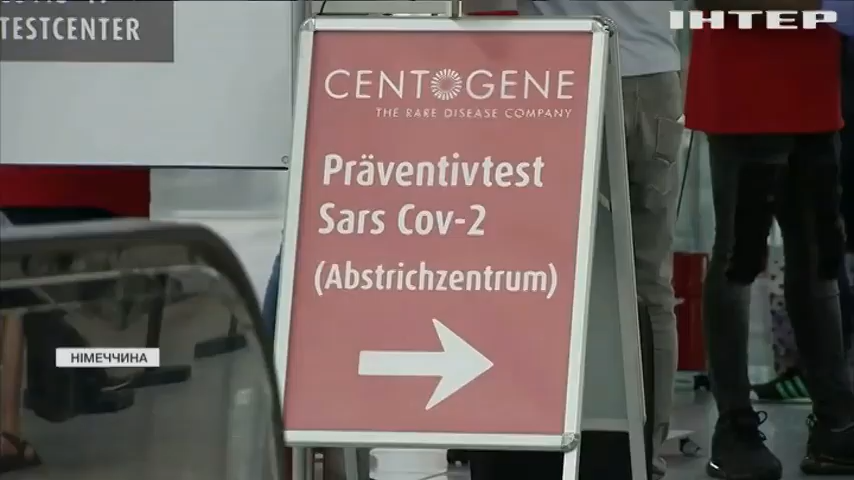 ІНТЕР
TESTCENTER
CENTOGENE
THE RARE DISEASE COMPANY
Präventivtest
Sars Cov-2
(Abstrichzentrum)
НІМЕЧЧИНА